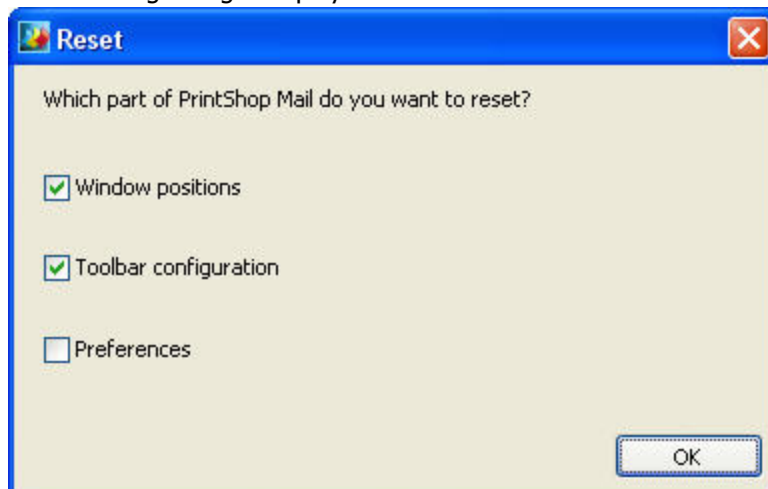 Reset
Which part of PrintShop Mail do you want to reset?
Window positions
Toolbar configuration
Preferences
OK